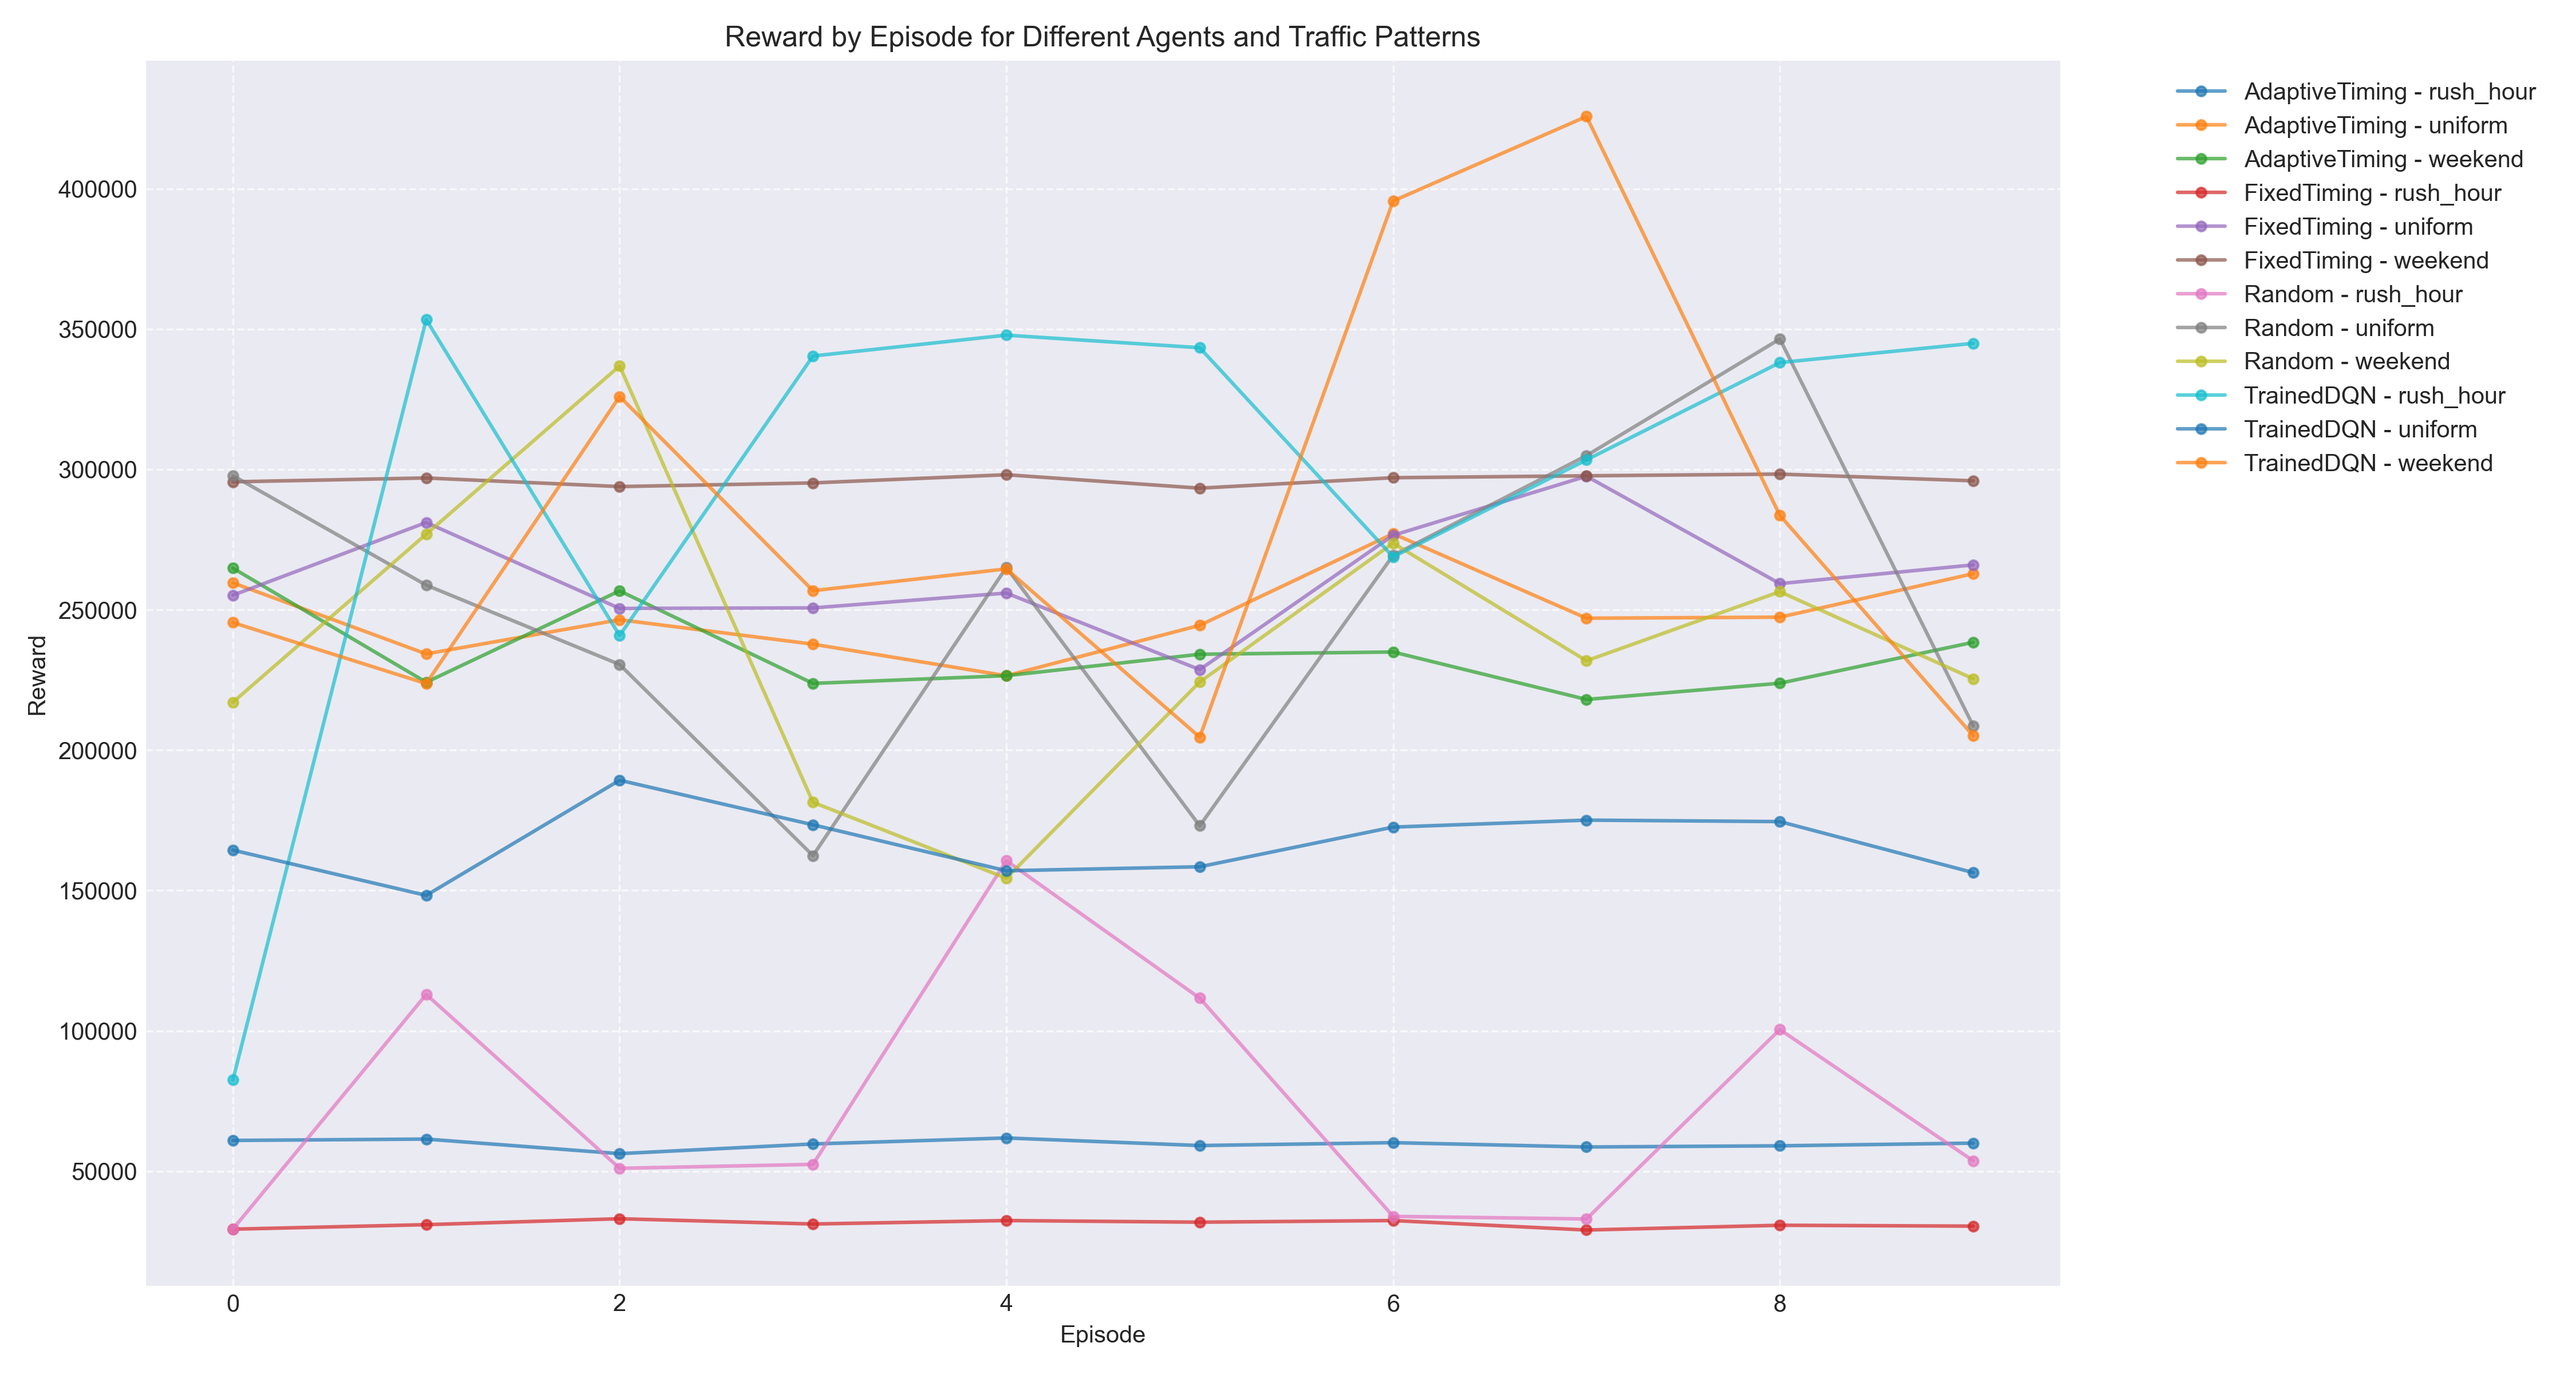 Reward by Episode for Different Agents and Traffic Patterns
Reward
400000
350000
300000
250000
200000
150000
100000
50000
0
2
4
6
8
Episode
AdaptiveTiming - rush_hour
AdaptiveTiming - uniform
AdaptiveTiming - weekend
FixedTiming - rush_hour
FixedTiming - uniform
FixedTiming - weekend
Random - rush_hour
Random - uniform
Random - weekend
TrainedDQN - rush_hour
TrainedDQN - uniform
TrainedDQN - weekend